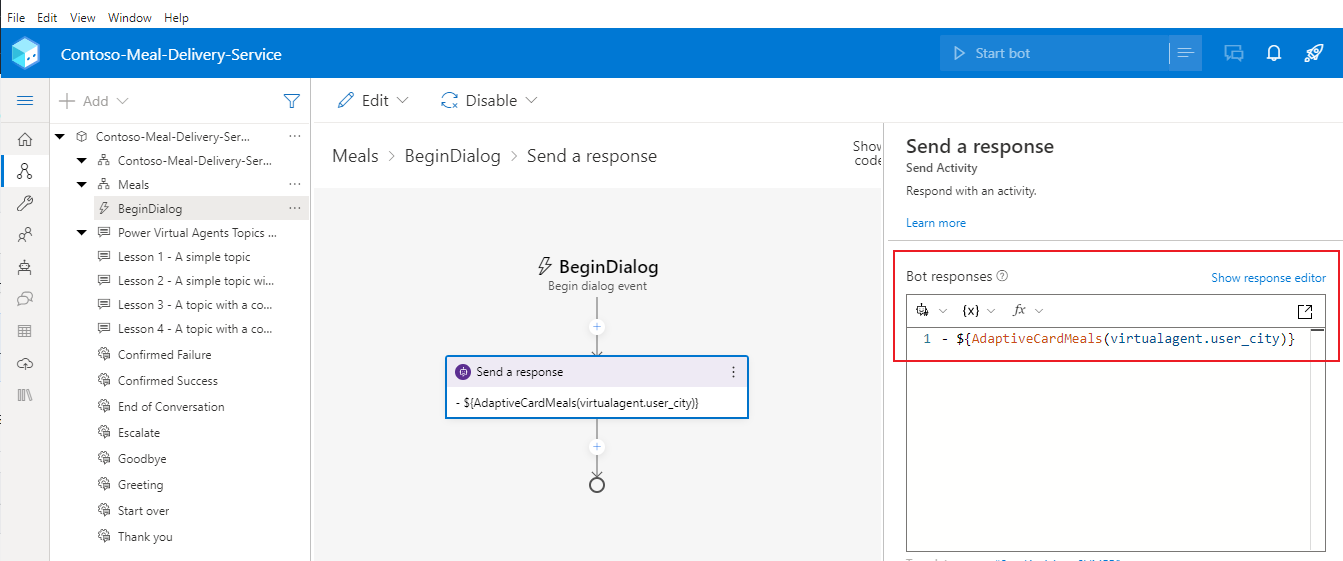 File Edit View Window Help
Contoso-Meal-Delivery-Service
Start bot
Add
Edit
Disable
Contoso-Meal-Delivery-Ser... ...
Contoso-Meal-Delivery-Ser...
Meals ...
BeginDialog ...
Power Virtual Agents Topics ...
Lesson 1 - A simple topic
Lesson 2 - A simple topic wi...
Lesson 3 - A topic with a co...
Lesson 4 - A topic with a co...
Confirmed Failure
Confirmed Success
End of Conversation
Escalate
Goodbye
Greeting
Start over
Thank you
Meals > BeginDialog > Send a response
Show
code
BeginDialog
Begin dialog event
Send a response
- ${AdaptiveCardMeals(virtualagent.user_city)}
Send a response
Send Activity
Respond with an activity.
Learn more
Bot responses
Show response editor
{x} fx
1 - ${AdaptiveCardMeals(virtualagent.user_city)}